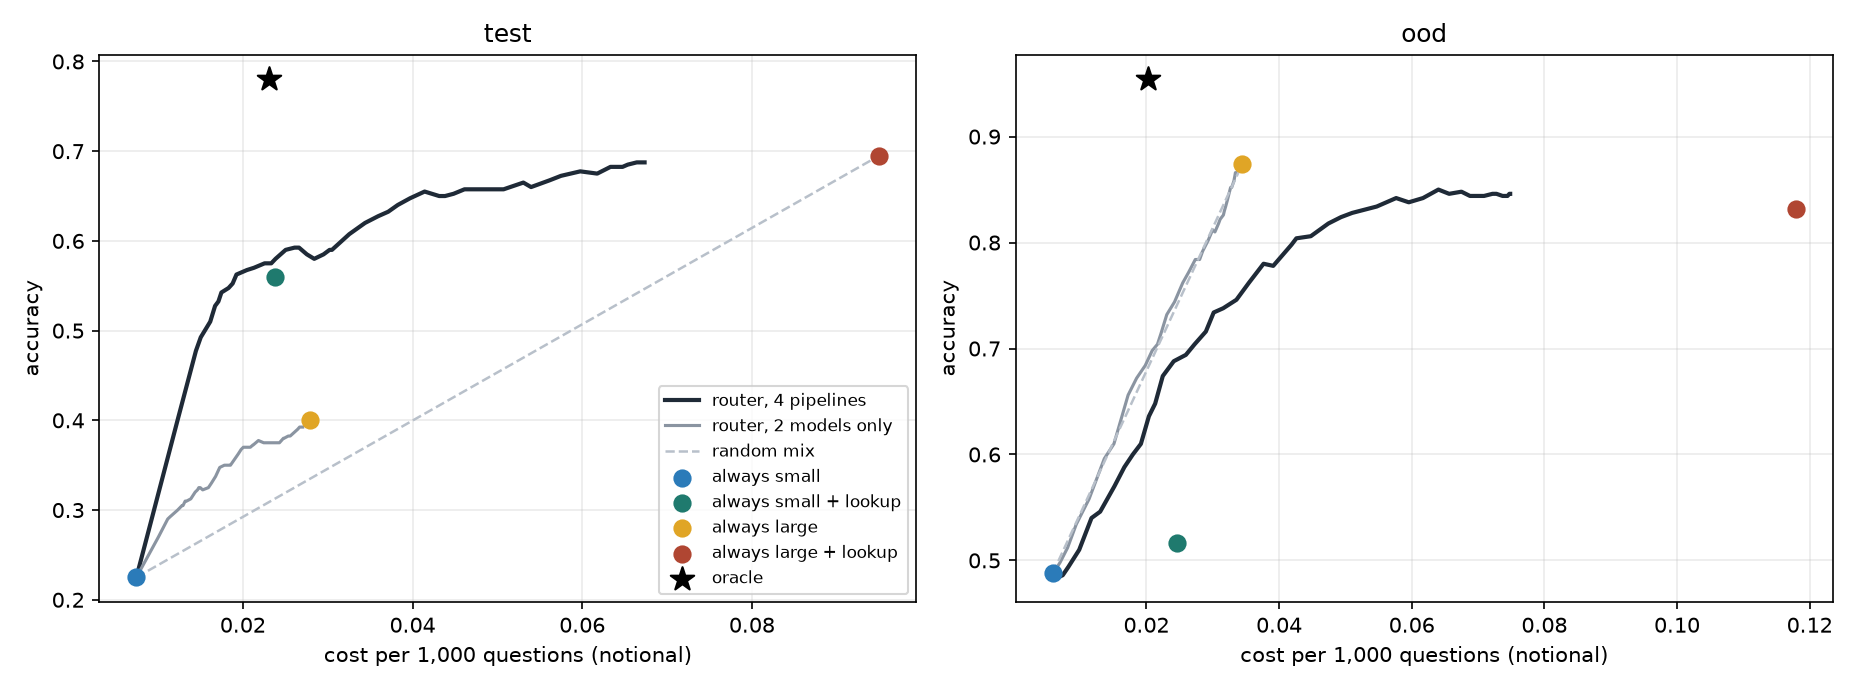 test
accuracy
0.8
0.7
0.6
0.5
0.4
0.3
0.2
0.02
0.04
0.06
0.08
cost per 1,000 questions (notional)
router, 4 pipelines
router, 2 models only
random mix
always small
always small + lookup
always large
always large + lookup
oracle
ood
accuracy
0.9
0.8
0.7
0.6
0.5
0.02
0.04
0.06
0.08
0.10
0.12
cost per 1,000 questions (notional)